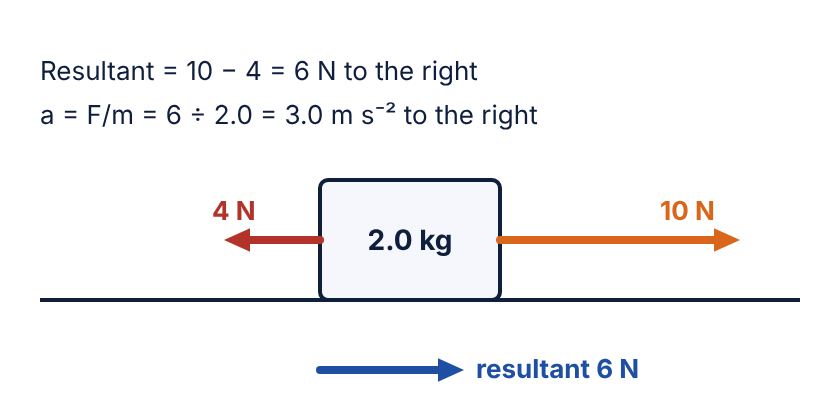 Resultant = 10 − 4 = 6 N to the right
a = F/m = 6 ÷ 2.0 = 3.0 m s⁻² to the right
4 N
10 N
2.0 kg
resultant 6 N